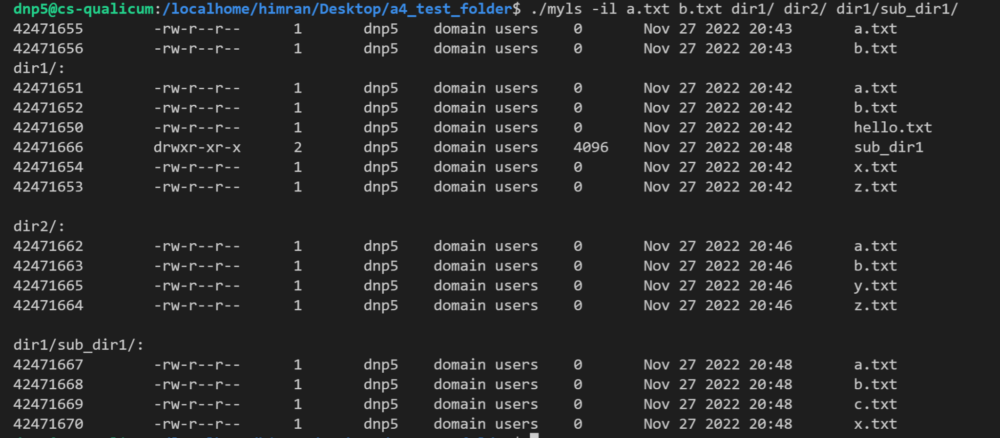 dnp5@cs-qualicum:/localhome/himran/Desktop/a4_test_folder$ ./myls -il a.txt b.txt dir1/ dir2/ dir1/sub_dir1/
42471655 -rw-r--r-- 1 dnp5 domain users 0 Nov 27 2022 20:43 a.txt
42471656 -rw-r--r-- 1 dnp5 domain users 0 Nov 27 2022 20:43 b.txt
dir1/:
42471651 -rw-r--r-- 1 dnp5 domain users 0 Nov 27 2022 20:42 a.txt
42471652 -rw-r--r-- 1 dnp5 domain users 0 Nov 27 2022 20:42 b.txt
42471650 -rw-r--r-- 1 dnp5 domain users 0 Nov 27 2022 20:42 hello.txt
42471666 drwxr-xr-x 2 dnp5 domain users 4096 Nov 27 2022 20:48 sub_dir1
42471654 -rw-r--r-- 1 dnp5 domain users 0 Nov 27 2022 20:42 x.txt
42471653 -rw-r--r-- 1 dnp5 domain users 0 Nov 27 2022 20:42 z.txt
dir2/:
42471662 -rw-r--r-- 1 dnp5 domain users 0 Nov 27 2022 20:46 a.txt
42471663 -rw-r--r-- 1 dnp5 domain users 0 Nov 27 2022 20:46 b.txt
42471665 -rw-r--r-- 1 dnp5 domain users 0 Nov 27 2022 20:46 y.txt
42471664 -rw-r--r-- 1 dnp5 domain users 0 Nov 27 2022 20:46 z.txt
dir1/sub_dir1/:
42471667 -rw-r--r-- 1 dnp5 domain users 0 Nov 27 2022 20:48 a.txt
42471668 -rw-r--r-- 1 dnp5 domain users 0 Nov 27 2022 20:48 b.txt
42471669 -rw-r--r-- 1 dnp5 domain users 0 Nov 27 2022 20:48 c.txt
42471670 -rw-r--r-- 1 dnp5 domain users 0 Nov 27 2022 20:48 x.txt